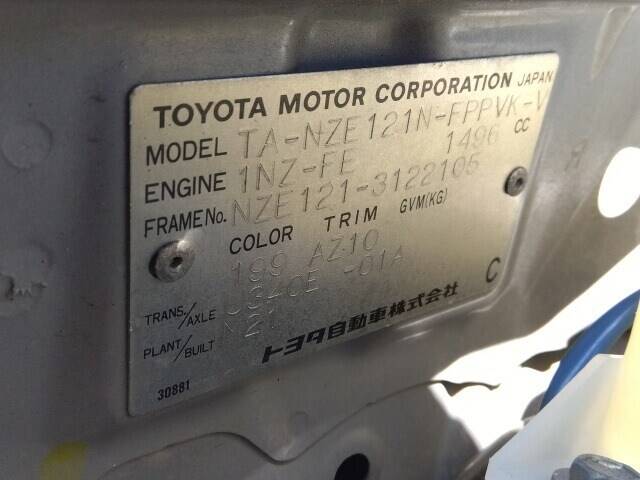 TOYOTA MOTOR CORPORATION JAPAN
MODEL TA-NZE121N-FPPVK-V
ENGINE 1NZ-FE 1496 CC
FRAME No. NZE121-3122105
COLOR TRIM GVM(KG)
199 AZ10
TRANS./AXLE U340E -01A
PLANT/BUILT
C
トヨタ自動車株式会社
30881